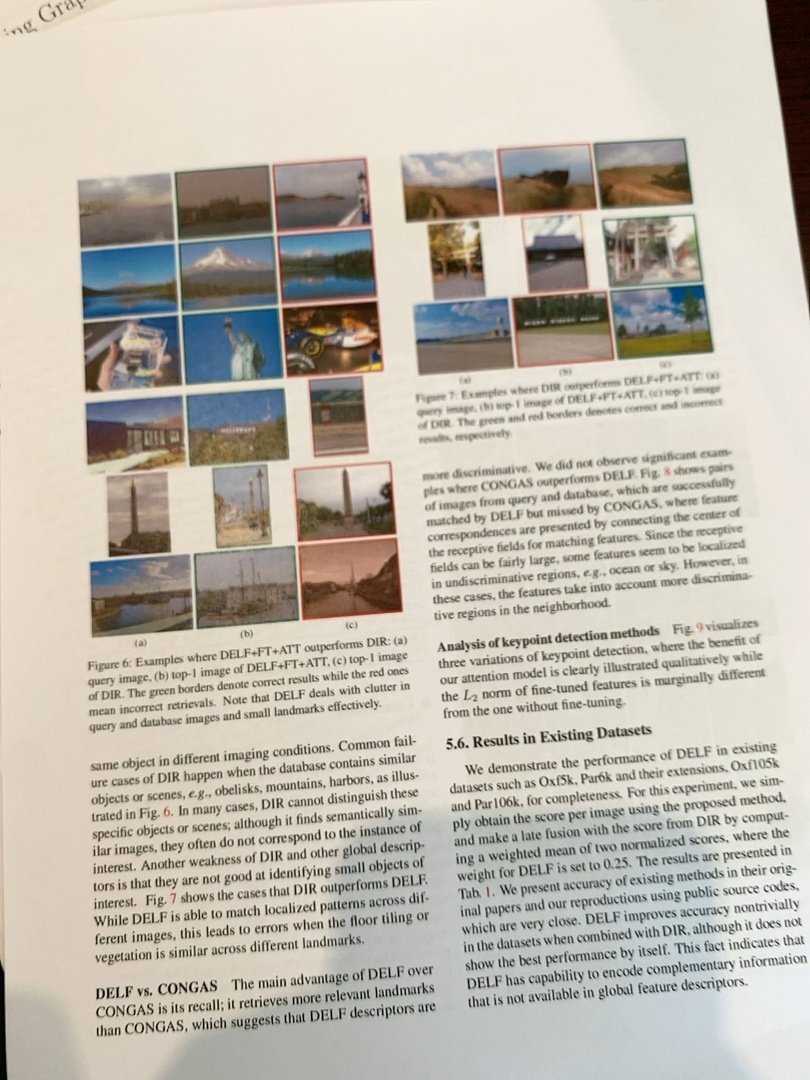 ing Grap
(a)
(b)
(c)
Figure 6: Examples where DELF+FT+ATT outperforms DIR: (a)
query image, (b) top-1 image of DELF+FT+ATT, (c) top-1 image
of DIR. The green borders denote correct results while the red ones
mean incorrect retrievals. Note that DELF deals with clutter in
query and database images and small landmarks effectively.
same object in different imaging conditions. Common fail-
ure cases of DIR happen when the database contains similar
objects or scenes, e.g., obelisks, mountains, harbors, as illus-
trated in Fig. 6. In many cases, DIR cannot distinguish these
specific objects or scenes; although it finds semantically sim-
ilar images, they often do not correspond to the instance of
interest. Another weakness of DIR and other global descrip-
tors is that they are not good at identifying small objects of
interest. Fig. 7 shows the cases that DIR outperforms DELF.
While DELF is able to match localized patterns across dif-
ferent images, this leads to errors when the floor tiling or
vegetation is similar across different landmarks.
DELF vs. CONGAS The main advantage of DELF over
CONGAS is its recall; it retrieves more relevant landmarks
than CONGAS, which suggests that DELF descriptors are
(a)
(b)
(c)
Figure 7: Examples where DIR outperforms DELF+FT+ATT: (a)
query image, (b) top-1 image of DELF+FT+ATT, (c) top-1 image
of DIR. The green and red borders denotes correct and incorrect
results, respectively.
more discriminative. We did not observe significant exam-
ples where CONGAS outperforms DELF. Fig. 8 shows pairs
of images from query and database, which are successfully
matched by DELF but missed by CONGAS, where feature
correspondences are presented by connecting the center of
the receptive fields for matching features. Since the receptive
fields can be fairly large, some features seem to be localized
in undiscriminative regions, e.g., ocean or sky. However, in
these cases, the features take into account more discrimina-
tive regions in the neighborhood.
Analysis of keypoint detection methods Fig. 9 visualizes
three variations of keypoint detection, where the benefit of
our attention model is clearly illustrated qualitatively while
the L2 norm of fine-tuned features is marginally different
from the one without fine-tuning.
5.6. Results in Existing Datasets
We demonstrate the performance of DELF in existing
datasets such as Oxf5k, Par6k and their extensions, Oxf105k
and Par106k, for completeness. For this experiment, we sim-
ply obtain the score per image using the proposed method,
and make a late fusion with the score from DIR by comput-
ing a weighted mean of two normalized scores, where the
weight for DELF is set to 0.25. The results are presented in
Tab. 1. We present accuracy of existing methods in their orig-
inal papers and our reproductions using public source codes,
which are very close. DELF improves accuracy nontrivially
in the datasets when combined with DIR, although it does not
show the best performance by itself. This fact indicates that
DELF has capability to encode complementary information
that is not available in global feature descriptors.